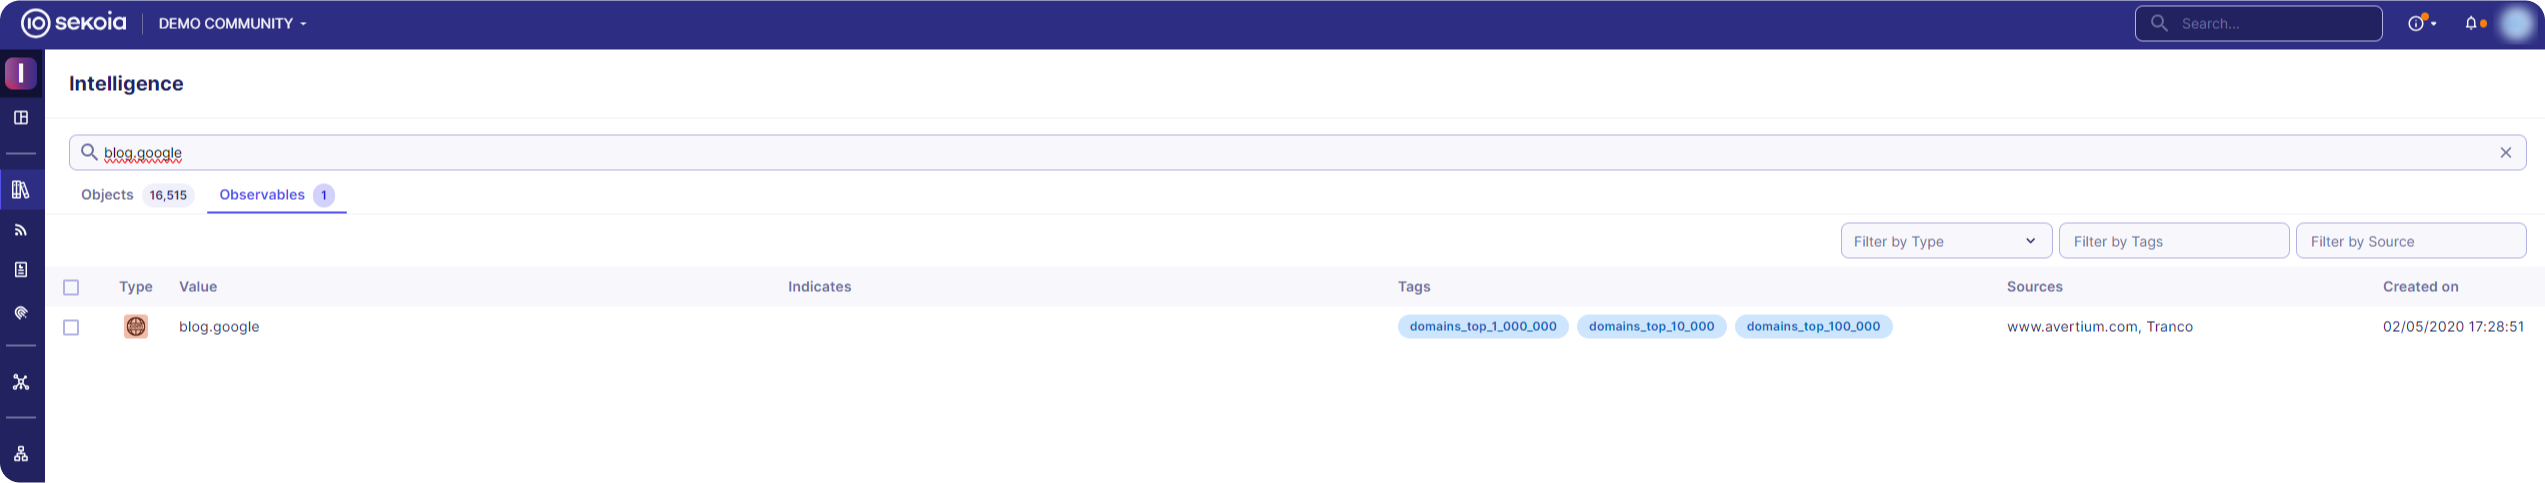 sekoia DEMO COMMUNITY Search...
I
Intelligence
blog.google
Objects 16,515 Observables 1
Filter by Type Filter by Tags Filter by Source
Type Value Indicates Tags Sources Created on
blog.google domains_top_1_000_000 domains_top_10_000 domains_top_100_000 www.avertium.com, Tranco 02/05/2020 17:28:51